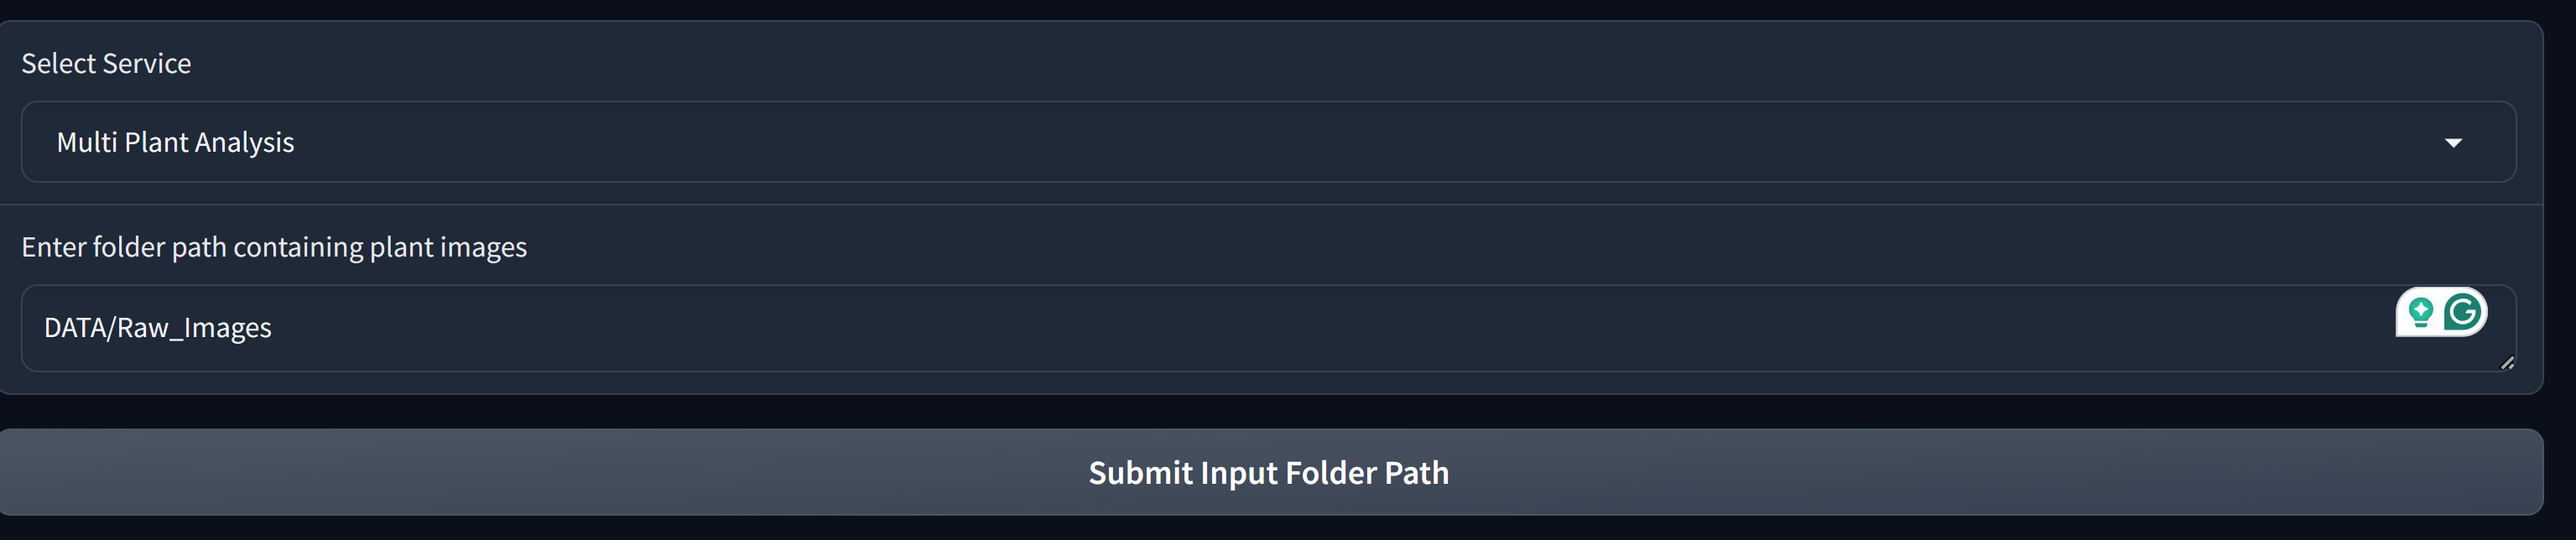 Select Service
Multi Plant Analysis
Enter folder path containing plant images
DATA/Raw_Images
Submit Input Folder Path